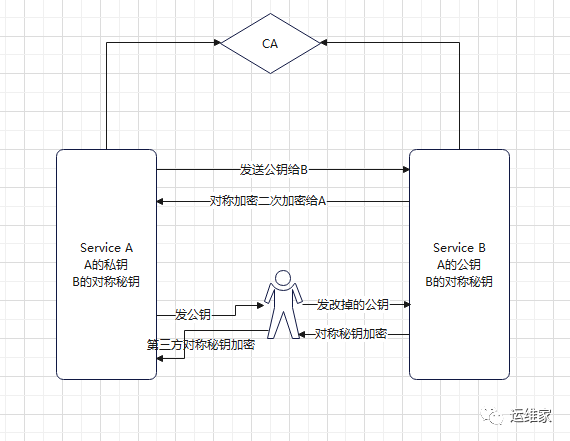 CA
发送公钥给B
对称加密二次加密给A
Service A
A的私钥
B的对称秘钥
Service B
A的公钥
B的对称秘钥
发公钥
发改掉的公钥
对称秘钥加密
第三方对称秘钥加密
运维家